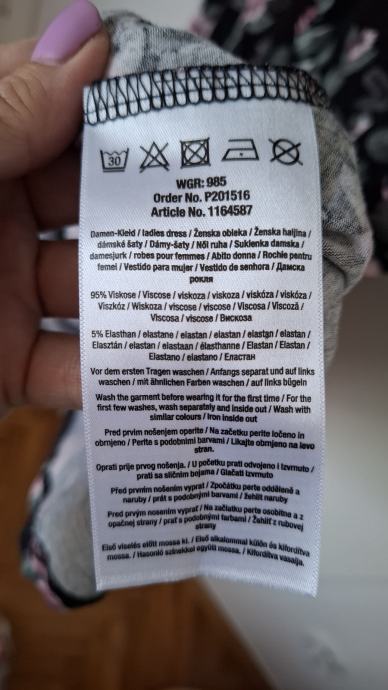 30
WGR: 985
Order No. P201516
Article No. 1164587
Damen-Kleid / ladies dress / Ženska obleka / Ženska haljina /
dámské šaty / Dámy-šaty / Női ruha / Sukienka damska /
damesjurk / robes pour femmes / Abito donna / Rochie pentru
femei / Vestido para mujer / Vestido de senhora / Дамска
рокля
95% Viskose / Viscose / viskoza / viskoza / viskóza / viskóza /
Viszkóz / Wiskoza / viscose / viscose / Viscosa / Viscoză /
Viscosa / viscose / Вискоза
5% Elasthan / elastane / elastan / elastan / elastan / elastan /
Elasztán / elastan / elastaan / élasthanne / Elastan / Elastan /
Elastano / elastano / Еластан
Vor dem ersten Tragen waschen / Anfangs separat und auf links
waschen / mit ähnlichen Farben waschen / auf links bügeln
Wash the garment before wearing it for the first time / For the
first few washes, wash separately and inside out / Wash with
similar colours / Iron inside out
Pred prvim nošenjem operite / Na začetku perite ločeno in
obrnjeno / Perite s podobnimi barvami / Likajte obrnjeno na levo
stran.
Oprati prije prvog nošenja. / U početku prati odvojeno i izvrnuto /
prati sa sličnim bojama / Glačati izvrnuto
Před prvním nošením vyprat / Zpočátku perte odděleně a
naruby / prát s podobnými barvami / žehlit naruby
Pred prvým nosením vyprať / Na začiatku perte osobitne a z
opačnej strany / prať s podobnými farbami / Žehliť z rubovej
strany
Első viselés előtt mossa ki. / Első alkalommal külön és kifordítva
mossa. / Hasonló színekkel együtt mossa. / Kifordítva vasalja.